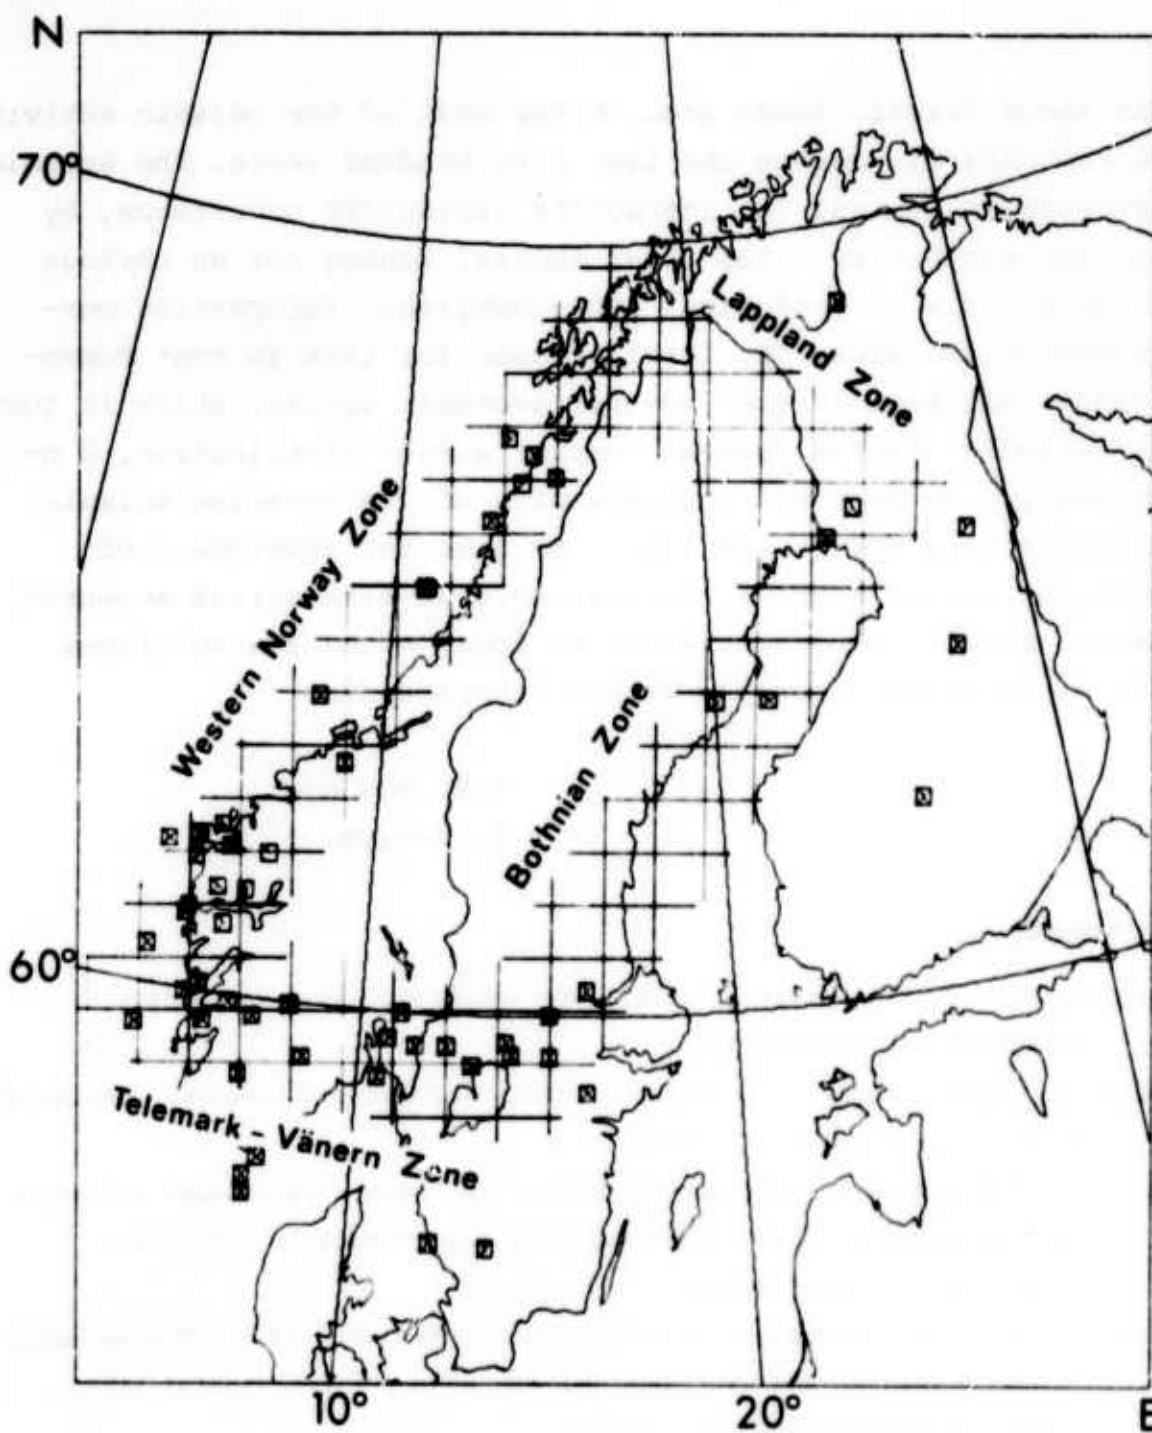 N
70°
Lappland Zone
Western Norway Zone
Bothnian Zone
60°
Telemark - Vänern Zone
10°
20°
E